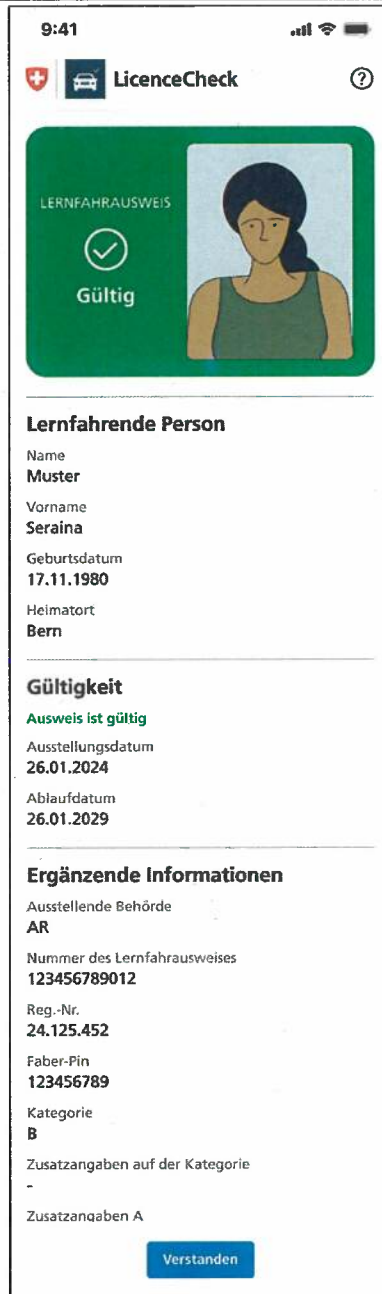 9:41
LicenceCheck
LERNFAHRAUSWEIS
Gültig
Lernfahrende Person
Name
Muster
Vorname
Seraina
Geburtsdatum
17.11.1980
Heimatort
Bern
Gültigkeit
Ausweis ist gültig
Ausstellungsdatum
26.01.2024
Ablaufdatum
26.01.2029
Ergänzende Informationen
Ausstellende Behörde
AR
Nummer des Lernfahrausweises
123456789012
Reg.-Nr.
24.125.452
Faber-Pin
123456789
Kategorie
B
Zusatzangaben auf der Kategorie
-
Zusatzangaben A
Verstanden